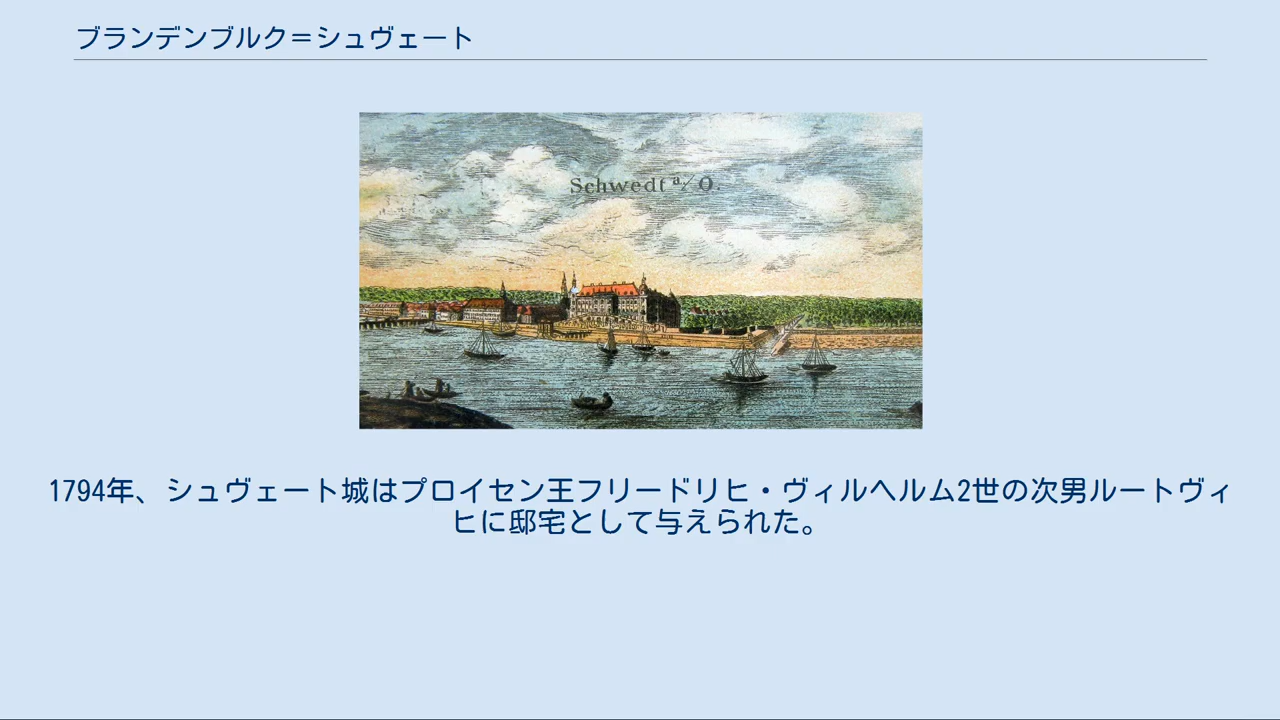 ブランデンブルク＝シュヴェート
Schwedt a/O.
1794年、シュヴェート城はプロイセン王フリードリヒ・ヴィルヘルム2世の次男ルートヴィ
ヒに邸宅として与えられた。